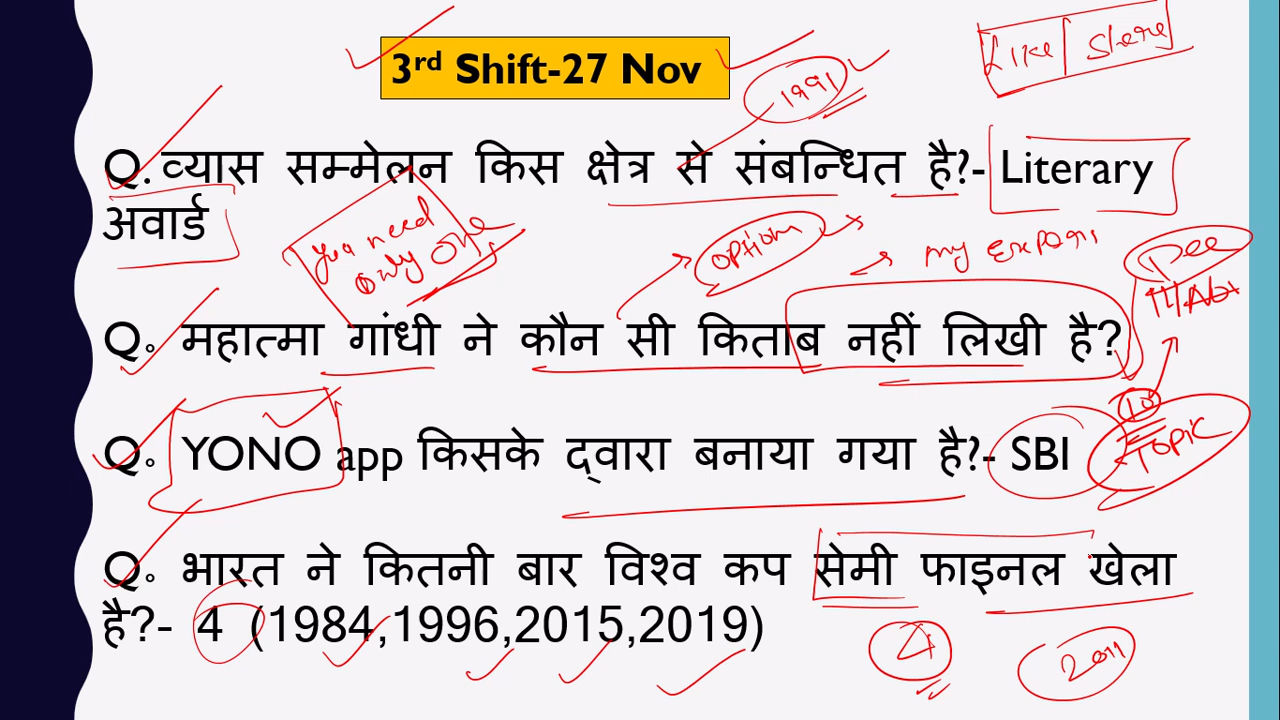 3rd Shift-27 Nov
Like | Share
1991
Q. व्यास सम्मेलन किस क्षेत्र से संबन्धित है?- Literary
अवार्ड
You need
only one
option
my
Q. महात्मा गांधी ने कौन सी किताब नहीं लिखी है?
10
Topic
Q. YONO app किसके द्वारा बनाया गया है?- SBI
Q. भारत ने कितनी बार विश्व कप सेमी फाइनल खेला
है?- 4 (1984,1996,2015,2019)
4
2011